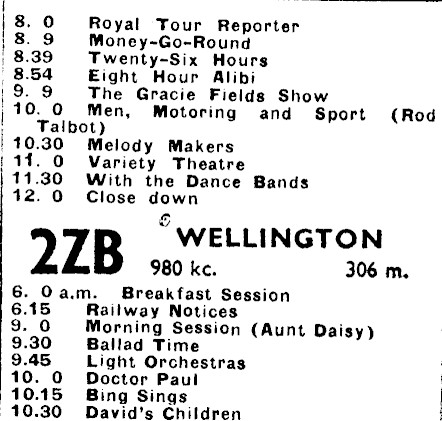 8. 0 Royal Tour Reporter
8. 9 Money-Go-Round
8.39 Twenty-Six Hours
8.54 Eight Hour Alibi
9. 9 The Gracie Fields Show
10. 0 Men, Motoring and Sport (Rod
Talbot)
10.30 Melody Makers
11. 0 Variety Theatre
11.30 With the Dance Bands
12. 0 Close down
2ZB WELLINGTON
980 kc. 306 m.
6. 0 a.m. Breakfast Session
6.15 Railway Notices
9. 0 Morning Session (Aunt Daisy)
9.30 Ballad Time
9.45 Light Orchestras
10. 0 Doctor Paul
10.15 Bing Sings
10.30 David's Children